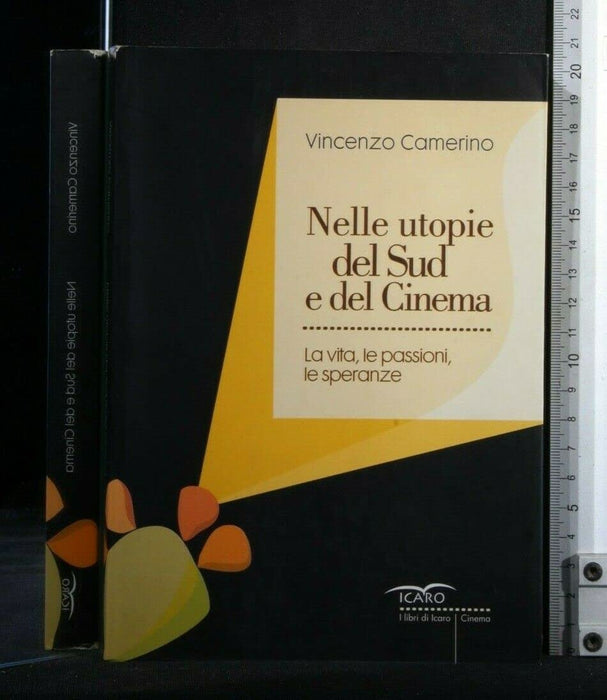 Vincenzo Camerino
Nelle utopie
del Sud
e del Cinema
La vita, le passioni,
le speranze
ICARO
I libri di Icaro | Cinema
Vincenzo Camerino
Nelle utopie del Sud e del Cinema
ICARO
22
21
20
19
18
17
16
15
14
13
12
11
10
9
8
7
6
5
4
3
2
1